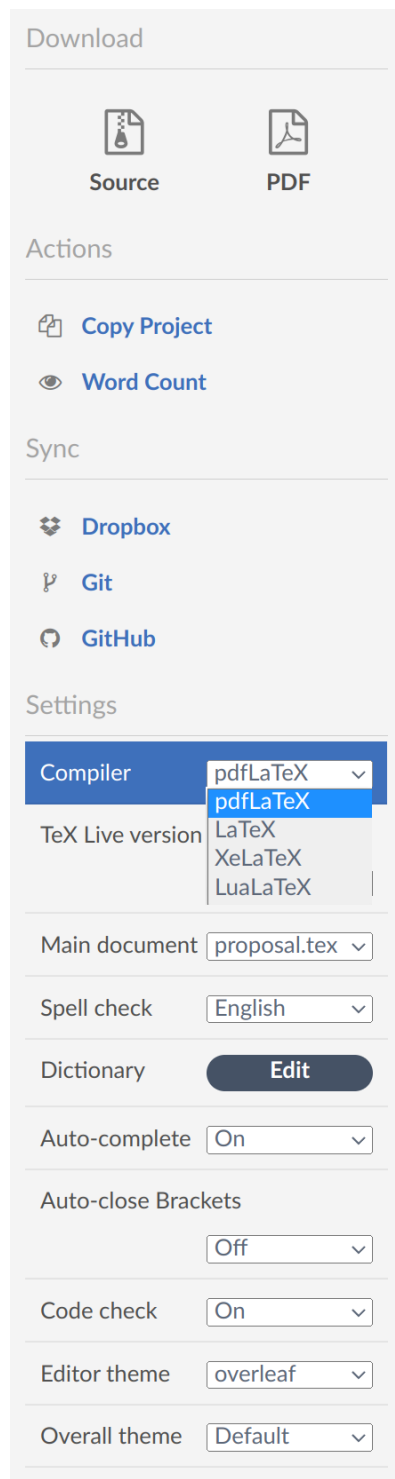 Download
Source PDF
Actions
Copy Project
Word Count
Sync
Dropbox
Git
GitHub
Settings
Compiler pdfLaTeX
pdfLaTeX
TeX Live version LaTeX
XeLaTeX
LuaLaTeX
Main document proposal.tex
Spell check English
Dictionary Edit
Auto-complete On
Auto-close Brackets
Off
Code check On
Editor theme overleaf
Overall theme Default